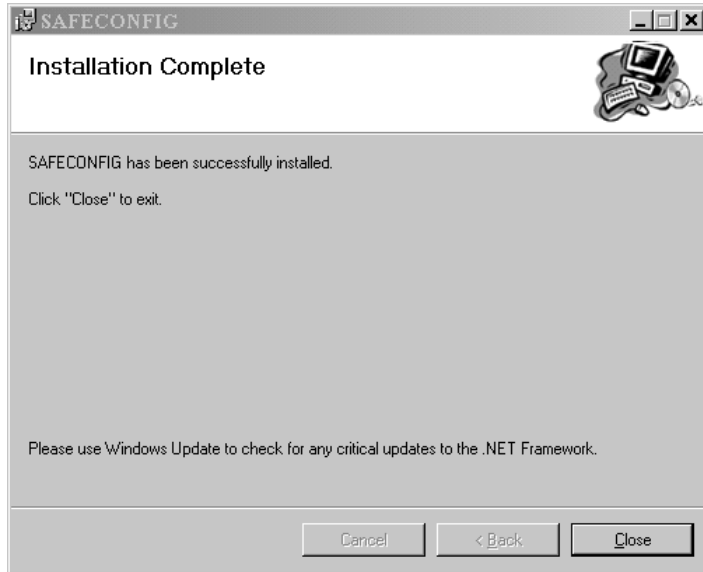 SAFECONFIG
Installation Complete
SAFECONFIG has been successfully installed.
Click "Close" to exit.
Please use Windows Update to check for any critical updates to the .NET Framework.
Cancel
< Back
Close